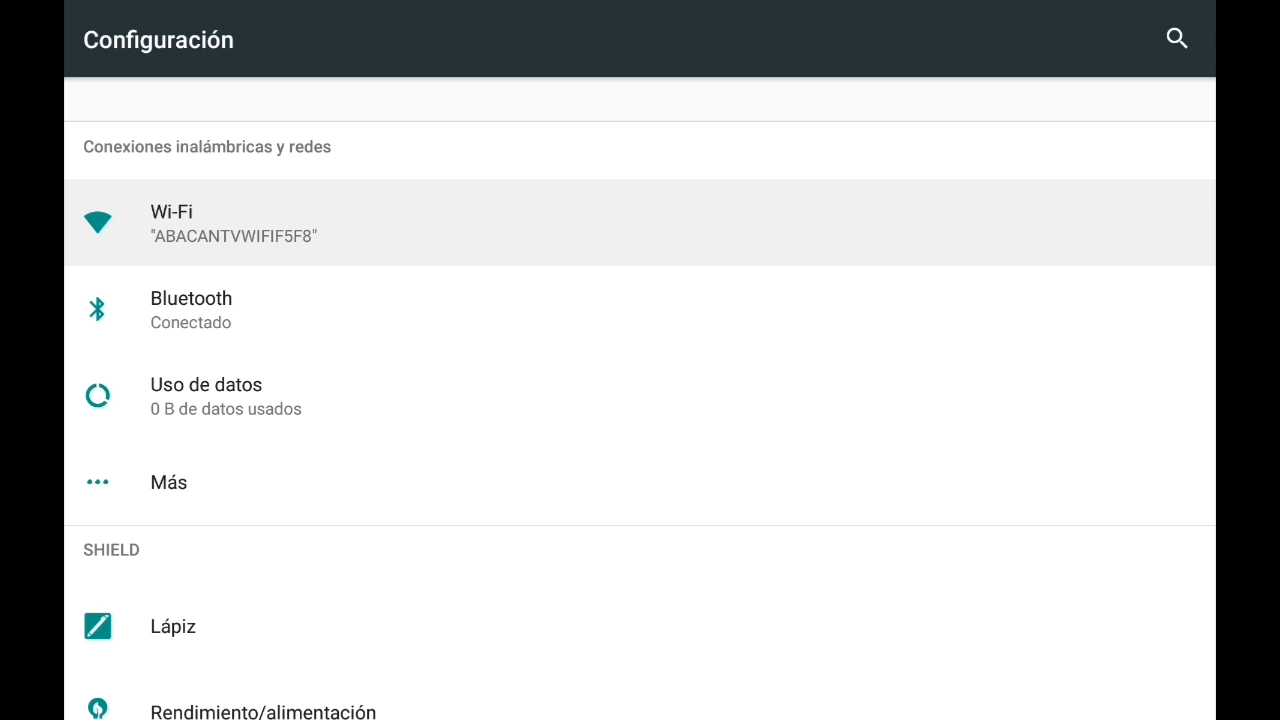 Configuración
Conexiones inalámbricas y redes
Wi-Fi
"ABACANTVWIFIF5F8"
Bluetooth
Conectado
Uso de datos
0 B de datos usados
Más
SHIELD
Lápiz
Rendimiento/alimentación